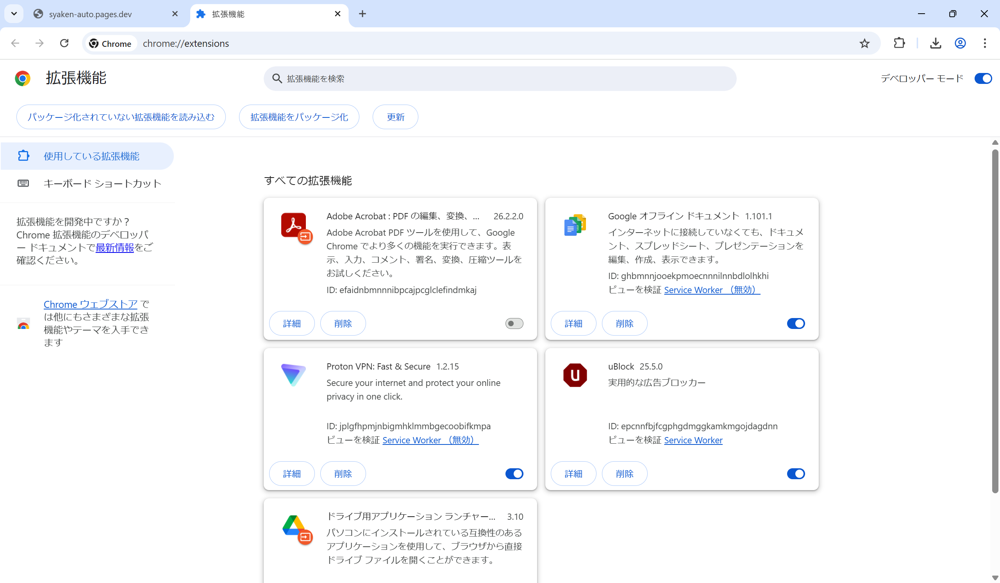 syaken-auto.pages.dev
拡張機能
Chrome
chrome://extensions
拡張機能
拡張機能を検索
デベロッパー モード
パッケージ化されていない拡張機能を読み込む
拡張機能をパッケージ化
更新
使用している拡張機能
キーボード ショートカット
拡張機能を開発中ですか？
Chrome 拡張機能のデベロッパ
ー ドキュメントで最新情報をご
確認ください。
Chrome ウェブストア で
は他にもさまざまな拡張
機能やテーマを入手でき
ます
すべての拡張機能
Adobe Acrobat : PDF の編集、変換、... 26.2.2.0
Adobe Acrobat PDF ツールを使用して、Google
Chrome でより多くの機能を実行できます。表
示、入力、コメント、署名、変換、圧縮ツールを
お試しください。
ID: efaidnbmnnnibpcajpcglclefindmkaj
詳細
削除
Google オフライン ドキュメント 1.101.1
インターネットに接続していなくても、ドキュメ
ント、スプレッドシート、プレゼンテーションを
編集、作成、表示できます。
ID: ghbmnnjooekpmoecnnnilnnbdlolhkhi
ビューを検証 Service Worker （無効）
詳細
削除
Proton VPN: Fast & Secure 1.2.15
Secure your internet and protect your online
privacy in one click.
ID: jplgfhpmjnbigmhklmmbgecoobifkmpa
ビューを検証 Service Worker （無効）
詳細
削除
uBlock 25.5.0
実用的な広告ブロッカー
ID: epcnnfbjfcgphgdmggkamkmgojdagdnn
ビューを検証 Service Worker
詳細
削除
ドライブ用アプリケーション ランチャー... 3.10
パソコンにインストールされている互換性のある
アプリケーションを使用して、ブラウザから直接
ドライブ ファイルを開くことができます。